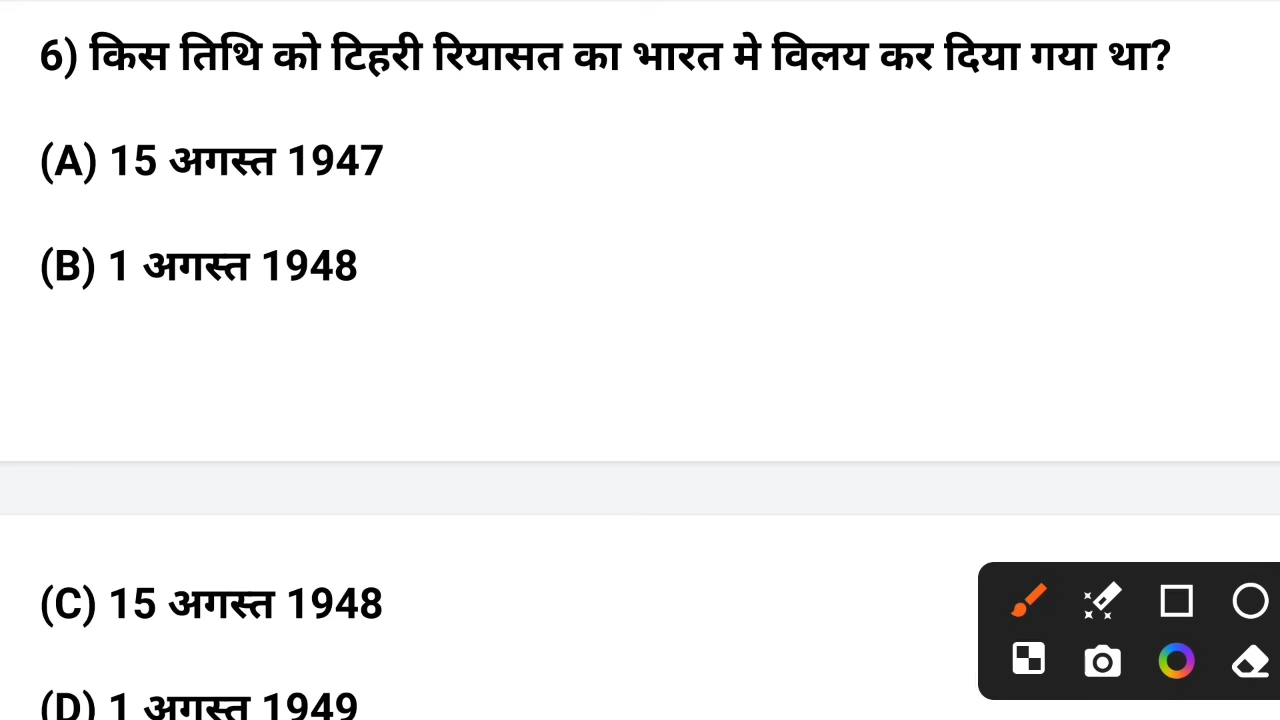 6) किस तिथि को टिहरी रियासत का भारत मे विलय कर दिया गया था?
(A) 15 अगस्त 1947
(B) 1 अगस्त 1948
(C) 15 अगस्त 1948
(D) 1 अगस्त 1949